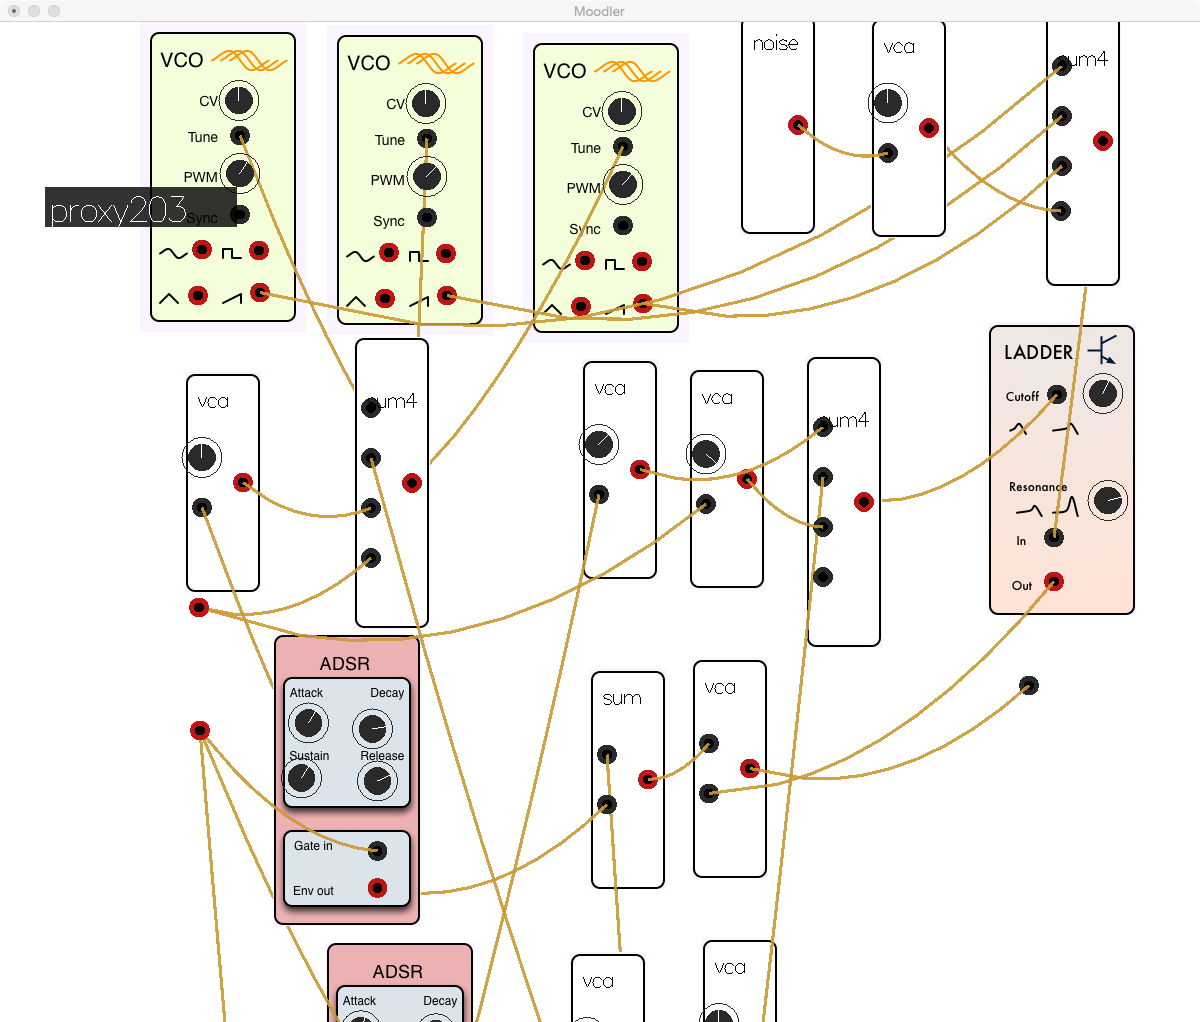 Moodler
VCO
CV
Tune
PWM
Sync
VCO
CV
Tune
PWM
Sync
VCO
CV
Tune
PWM
Sync
noise
vca
sum4
proxy203
vca
sum4
vca
vca
sum4
LADDER
Cutoff
Resonance
In
Out
ADSR
Attack Decay
Sustain Release
Gate in
Env out
sum
vca
ADSR
Attack Decay
vca
vca